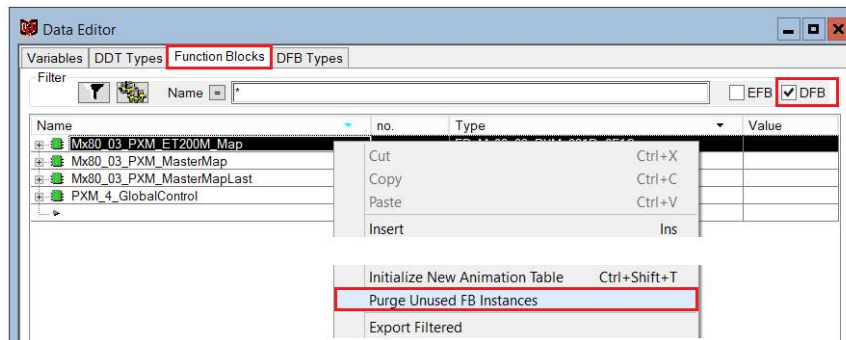 Data Editor
Variables DDT Types Function Blocks DFB Types
Filter
Name = * EFB DFB
Name no. Type Value
Mx80_03_PXM_ET200M_Map
Mx80_03_PXM_MasterMap
Mx80_03_PXM_MasterMapLast
PXM_4_GlobalControl
Cut Ctrl+X
Copy Ctrl+C
Paste Ctrl+V
Insert Ins
Initialize New Animation Table Ctrl+Shift+T
Purge Unused FB Instances
Export Filtered